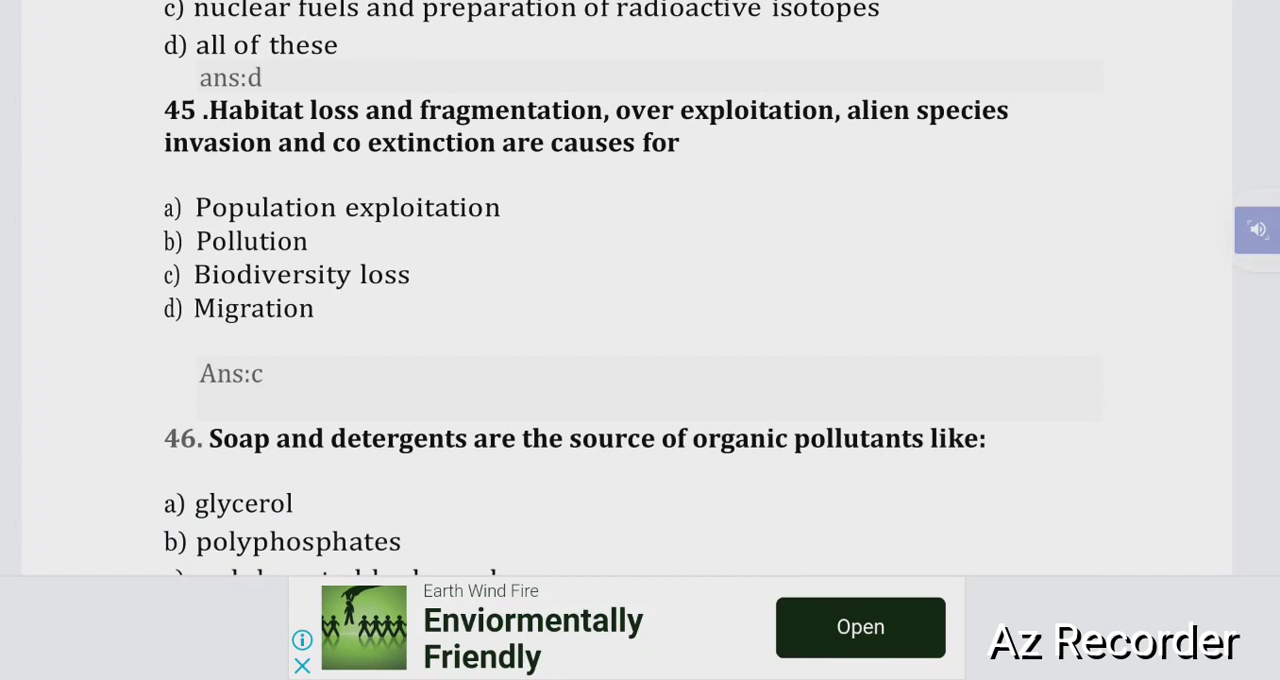 c) nuclear fuels and preparation of radioactive isotopes
d) all of these
ans:d
45 .Habitat loss and fragmentation, over exploitation, alien species
invasion and co extinction are causes for
a) Population exploitation
b) Pollution
c) Biodiversity loss
d) Migration
Ans:c
46. Soap and detergents are the source of organic pollutants like:
a) glycerol
b) polyphosphates
Earth Wind Fire
Enviormentally
Friendly
Open
Az Recorder